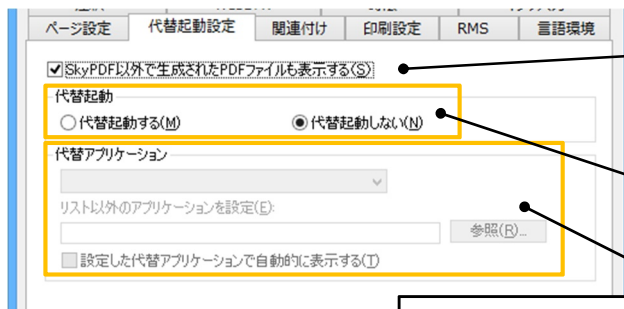 ページ設定 代替起動設定 関連付け 印刷設定 RMS 言語環境
SkyPDF以外で生成されたPDFファイルも表示する(S)
代替起動
代替起動する(M) 代替起動しない(N)
代替アプリケーション
リスト以外のアプリケーションを設定(E):
参照(R)...
設定した代替アプリケーションで自動的に表示する(T)